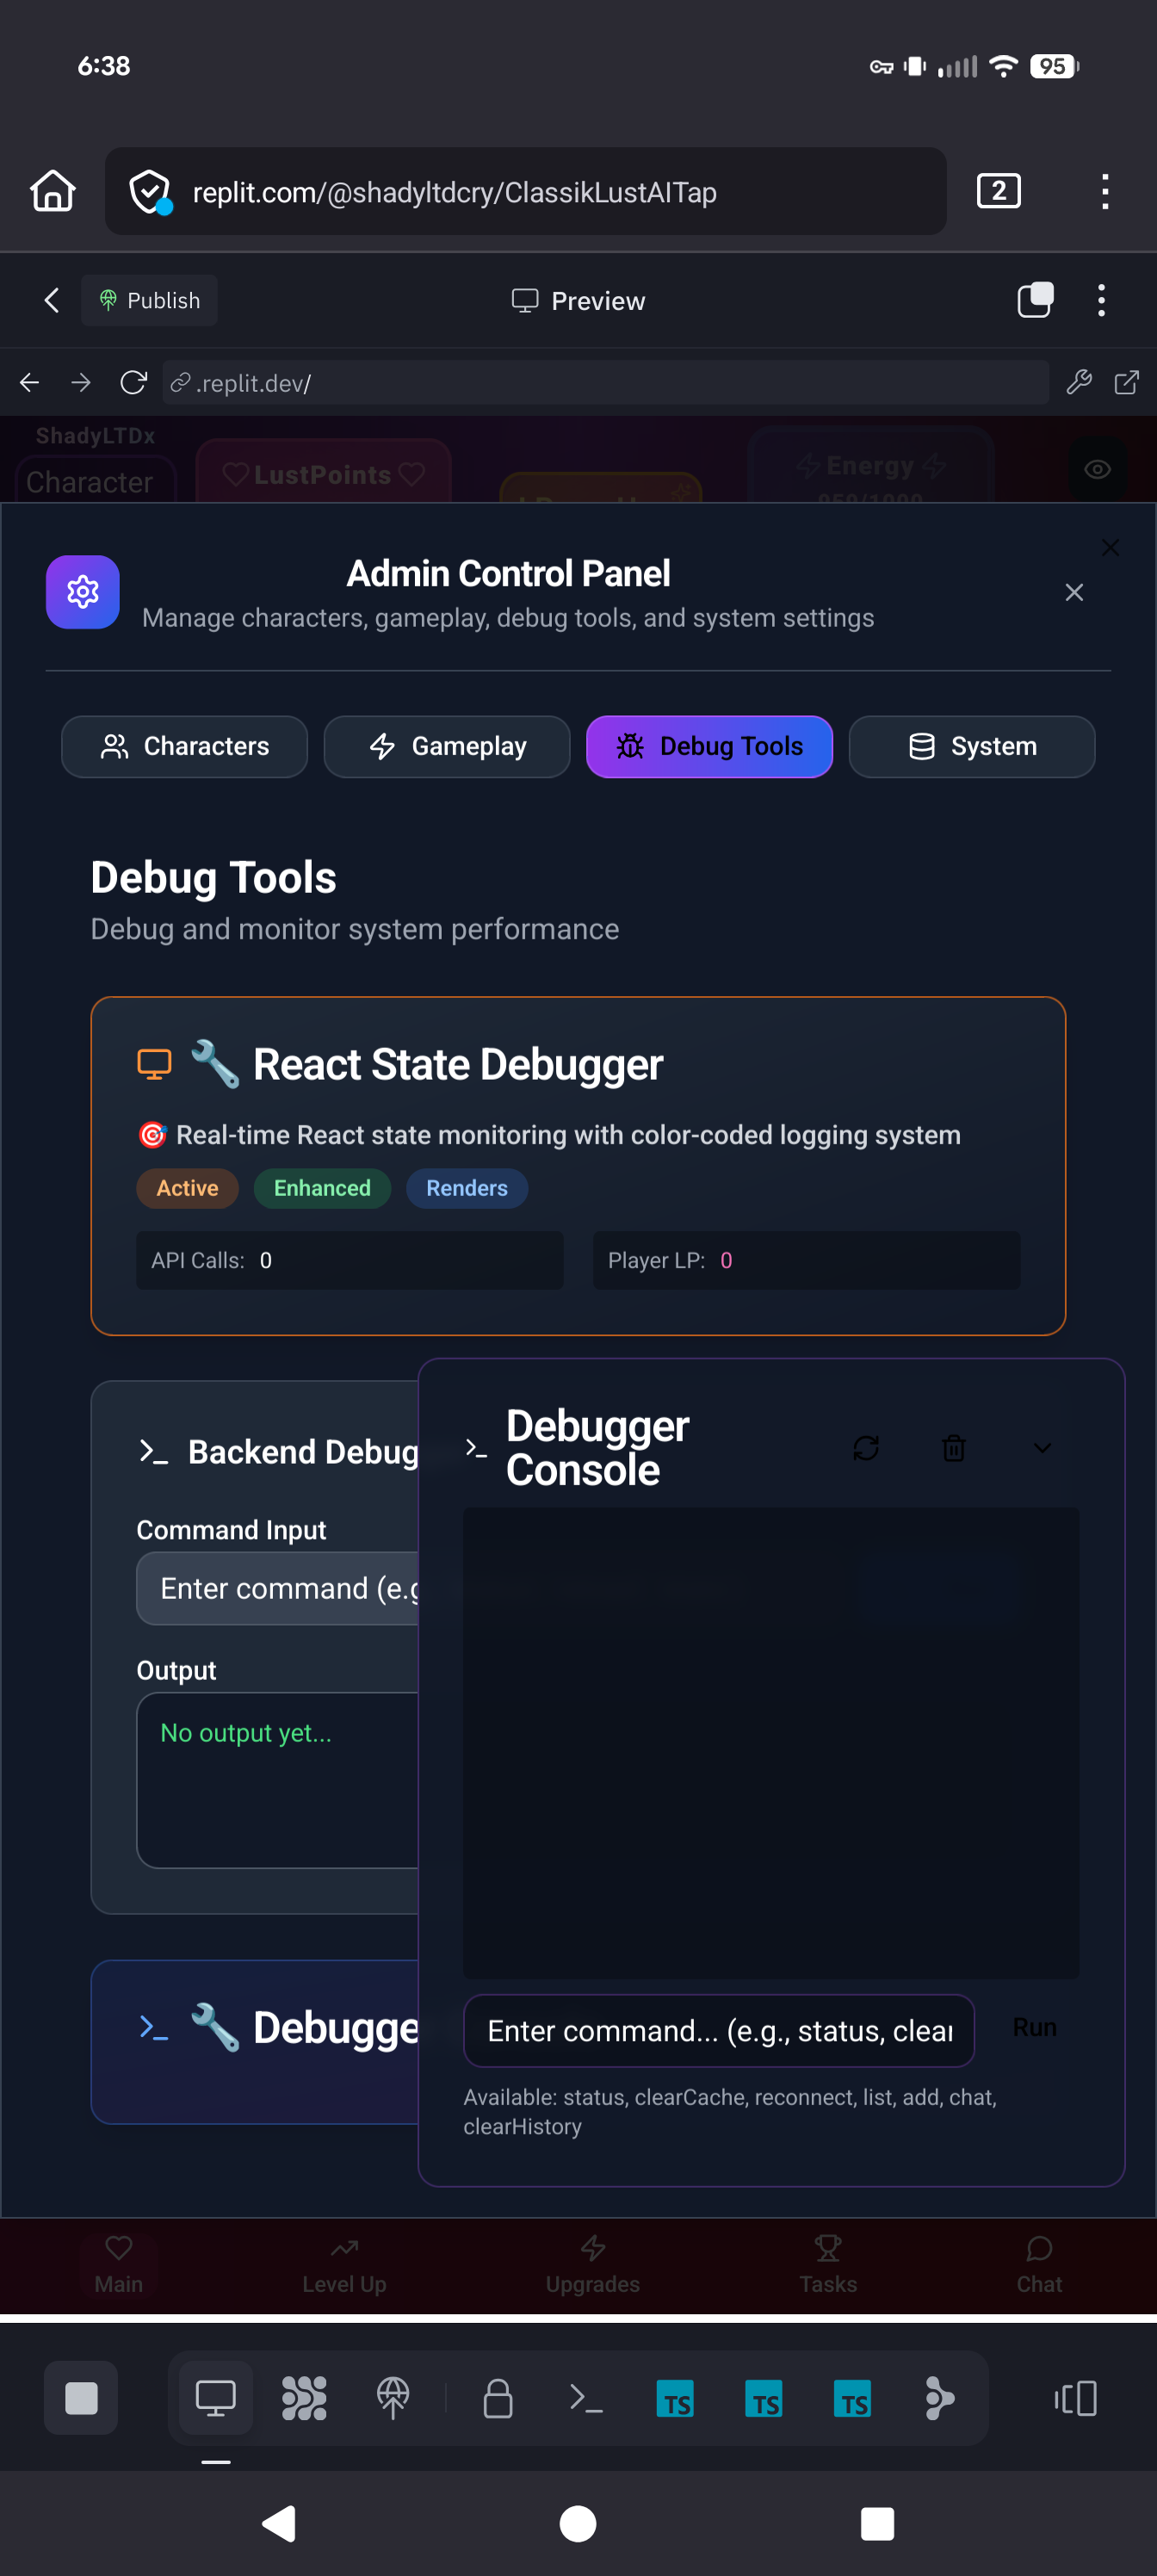 6:38
95
replit.com/@shadyltdcry/ClassikLustAITap
2
Publish
Preview
.replit.dev/
ShadyLTDx
Character
LustPoints
Energy
Admin Control Panel
Manage characters, gameplay, debug tools, and system settings
Characters
Gameplay
Debug Tools
System
Debug Tools
Debug and monitor system performance
🔧 React State Debugger
🎯 Real-time React state monitoring with color-coded logging system
Active
Enhanced
Renders
API Calls: 0
Player LP: 0
Backend Debug
Command Input
Enter command (e.g
Output
No output yet...
🔧 Debugge
Debugger
Console
Enter command... (e.g., status, clear
Run
Available: status, clearCache, reconnect, list, add, chat,
clearHistory
Main
Level Up
Upgrades
Tasks
Chat
TS
TS
TS